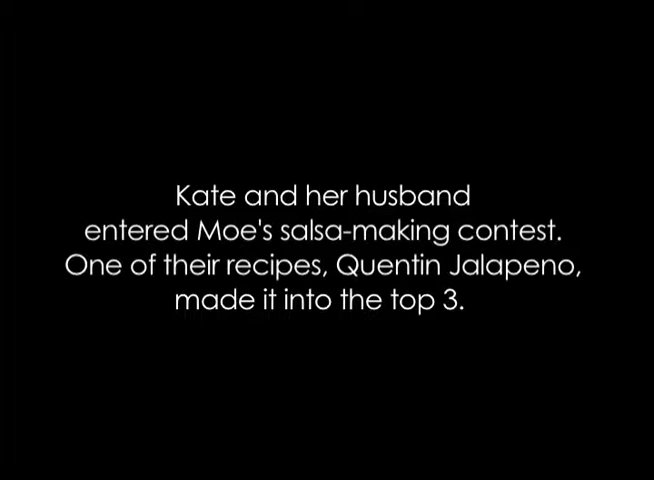 Kate and her husband
entered Moe's salsa-making contest.
One of their recipes, Quentin Jalapeno,
made it into the top 3.